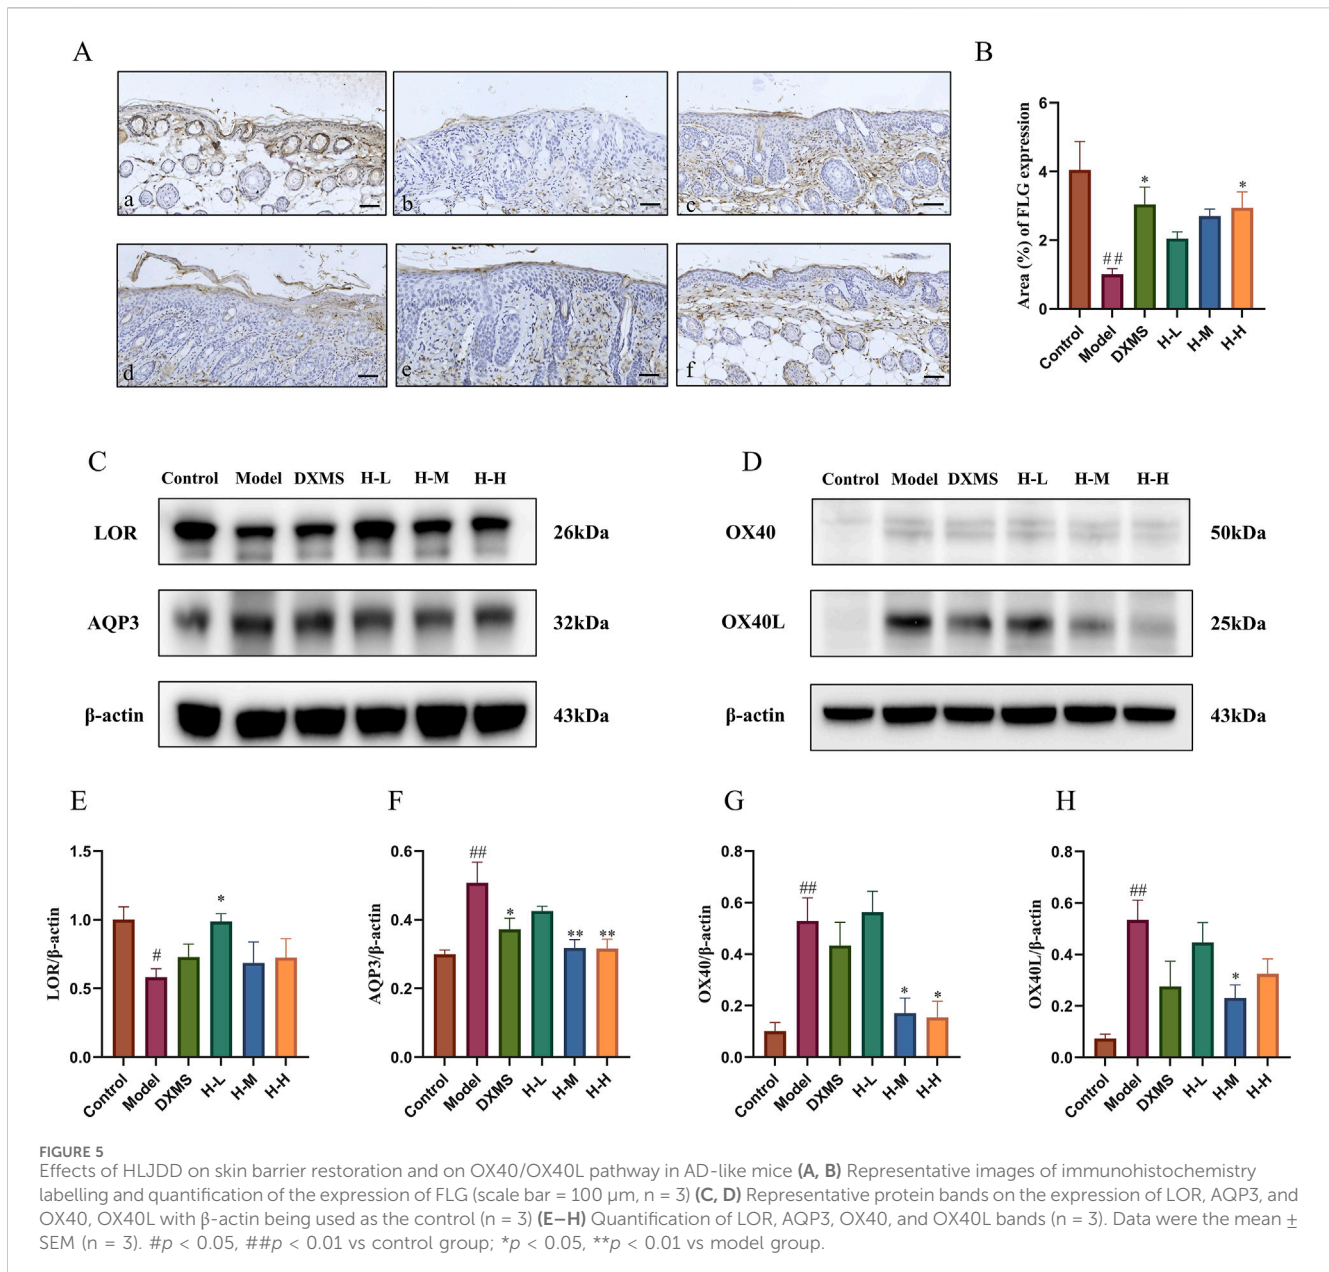 A
a
b
c
d
e
f
B
Area (%) of FLG expression
6
4
2
0
##
*
*
Control
Model
DXMS
H-L
H-M
H-H
C
Control Model DXMS H-L H-M H-H
LOR 26kDa
AQP3 32kDa
β-actin 43kDa
D
Control Model DXMS H-L H-M H-H
OX40 50kDa
OX40L 25kDa
β-actin 43kDa
E
LOR/β-actin
1.5
1.0
0.5
0.0
#
*
Control
Model
DXMS
H-L
H-M
H-H
F
AQP3/β-actin
0.6
0.4
0.2
0.0
##
*
**
**
Control
Model
DXMS
H-L
H-M
H-H
G
OX40/β-actin
0.8
0.6
0.4
0.2
0.0
##
*
*
Control
Model
DXMS
H-L
H-M
H-H
H
OX40L/β-actin
0.8
0.6
0.4
0.2
0.0
##
*
Control
Model
DXMS
H-L
H-M
H-H
FIGURE 5
Effects of HLJDD on skin barrier restoration and on OX40/OX40L pathway in AD-like mice (A, B) Representative images of immunohistochemistry
labelling and quantification of the expression of FLG (scale bar = 100 μm, n = 3) (C, D) Representative protein bands on the expression of LOR, AQP3, and
OX40, OX40L with β-actin being used as the control (n = 3) (E–H) Quantification of LOR, AQP3, OX40, and OX40L bands (n = 3). Data were the mean ±
SEM (n = 3). #p < 0.05, ##p < 0.01 vs control group; *p < 0.05, **p < 0.01 vs model group.